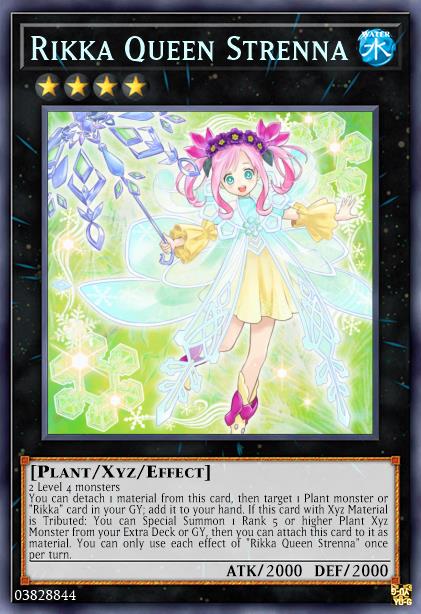 RIKKA QUEEN STRENNA
WATER
水
[PLANT/XYZ/EFFECT]
2 Level 4 monsters
You can detach 1 material from this card, then target 1 Plant monster or
"Rikka" card in your GY; add it to your hand. If this card with Xyz Material
is Tributed: You can Special Summon 1 Rank 5 or higher Plant Xyz
Monster from your Extra Deck or GY, then you can attach this card to it as
material. You can only use each effect of "Rikka Queen Strenna" once
per turn.
ATK/2000 DEF/2000
03828844